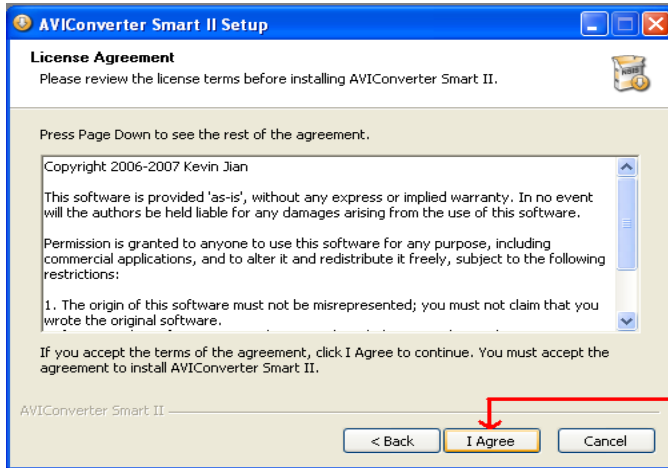 AVIConverter Smart II Setup
License Agreement
Please review the license terms before installing AVIConverter Smart II.
NSIS
Press Page Down to see the rest of the agreement.
Copyright 2006-2007 Kevin Jian
This software is provided 'as-is', without any express or implied warranty. In no event
will the authors be held liable for any damages arising from the use of this software.
Permission is granted to anyone to use this software for any purpose, including
commercial applications, and to alter it and redistribute it freely, subject to the following
restrictions:
1. The origin of this software must not be misrepresented; you must not claim that you
wrote the original software.
If you accept the terms of the agreement, click I Agree to continue. You must accept the
agreement to install AVIConverter Smart II.
AVIConverter Smart II
< Back I Agree Cancel